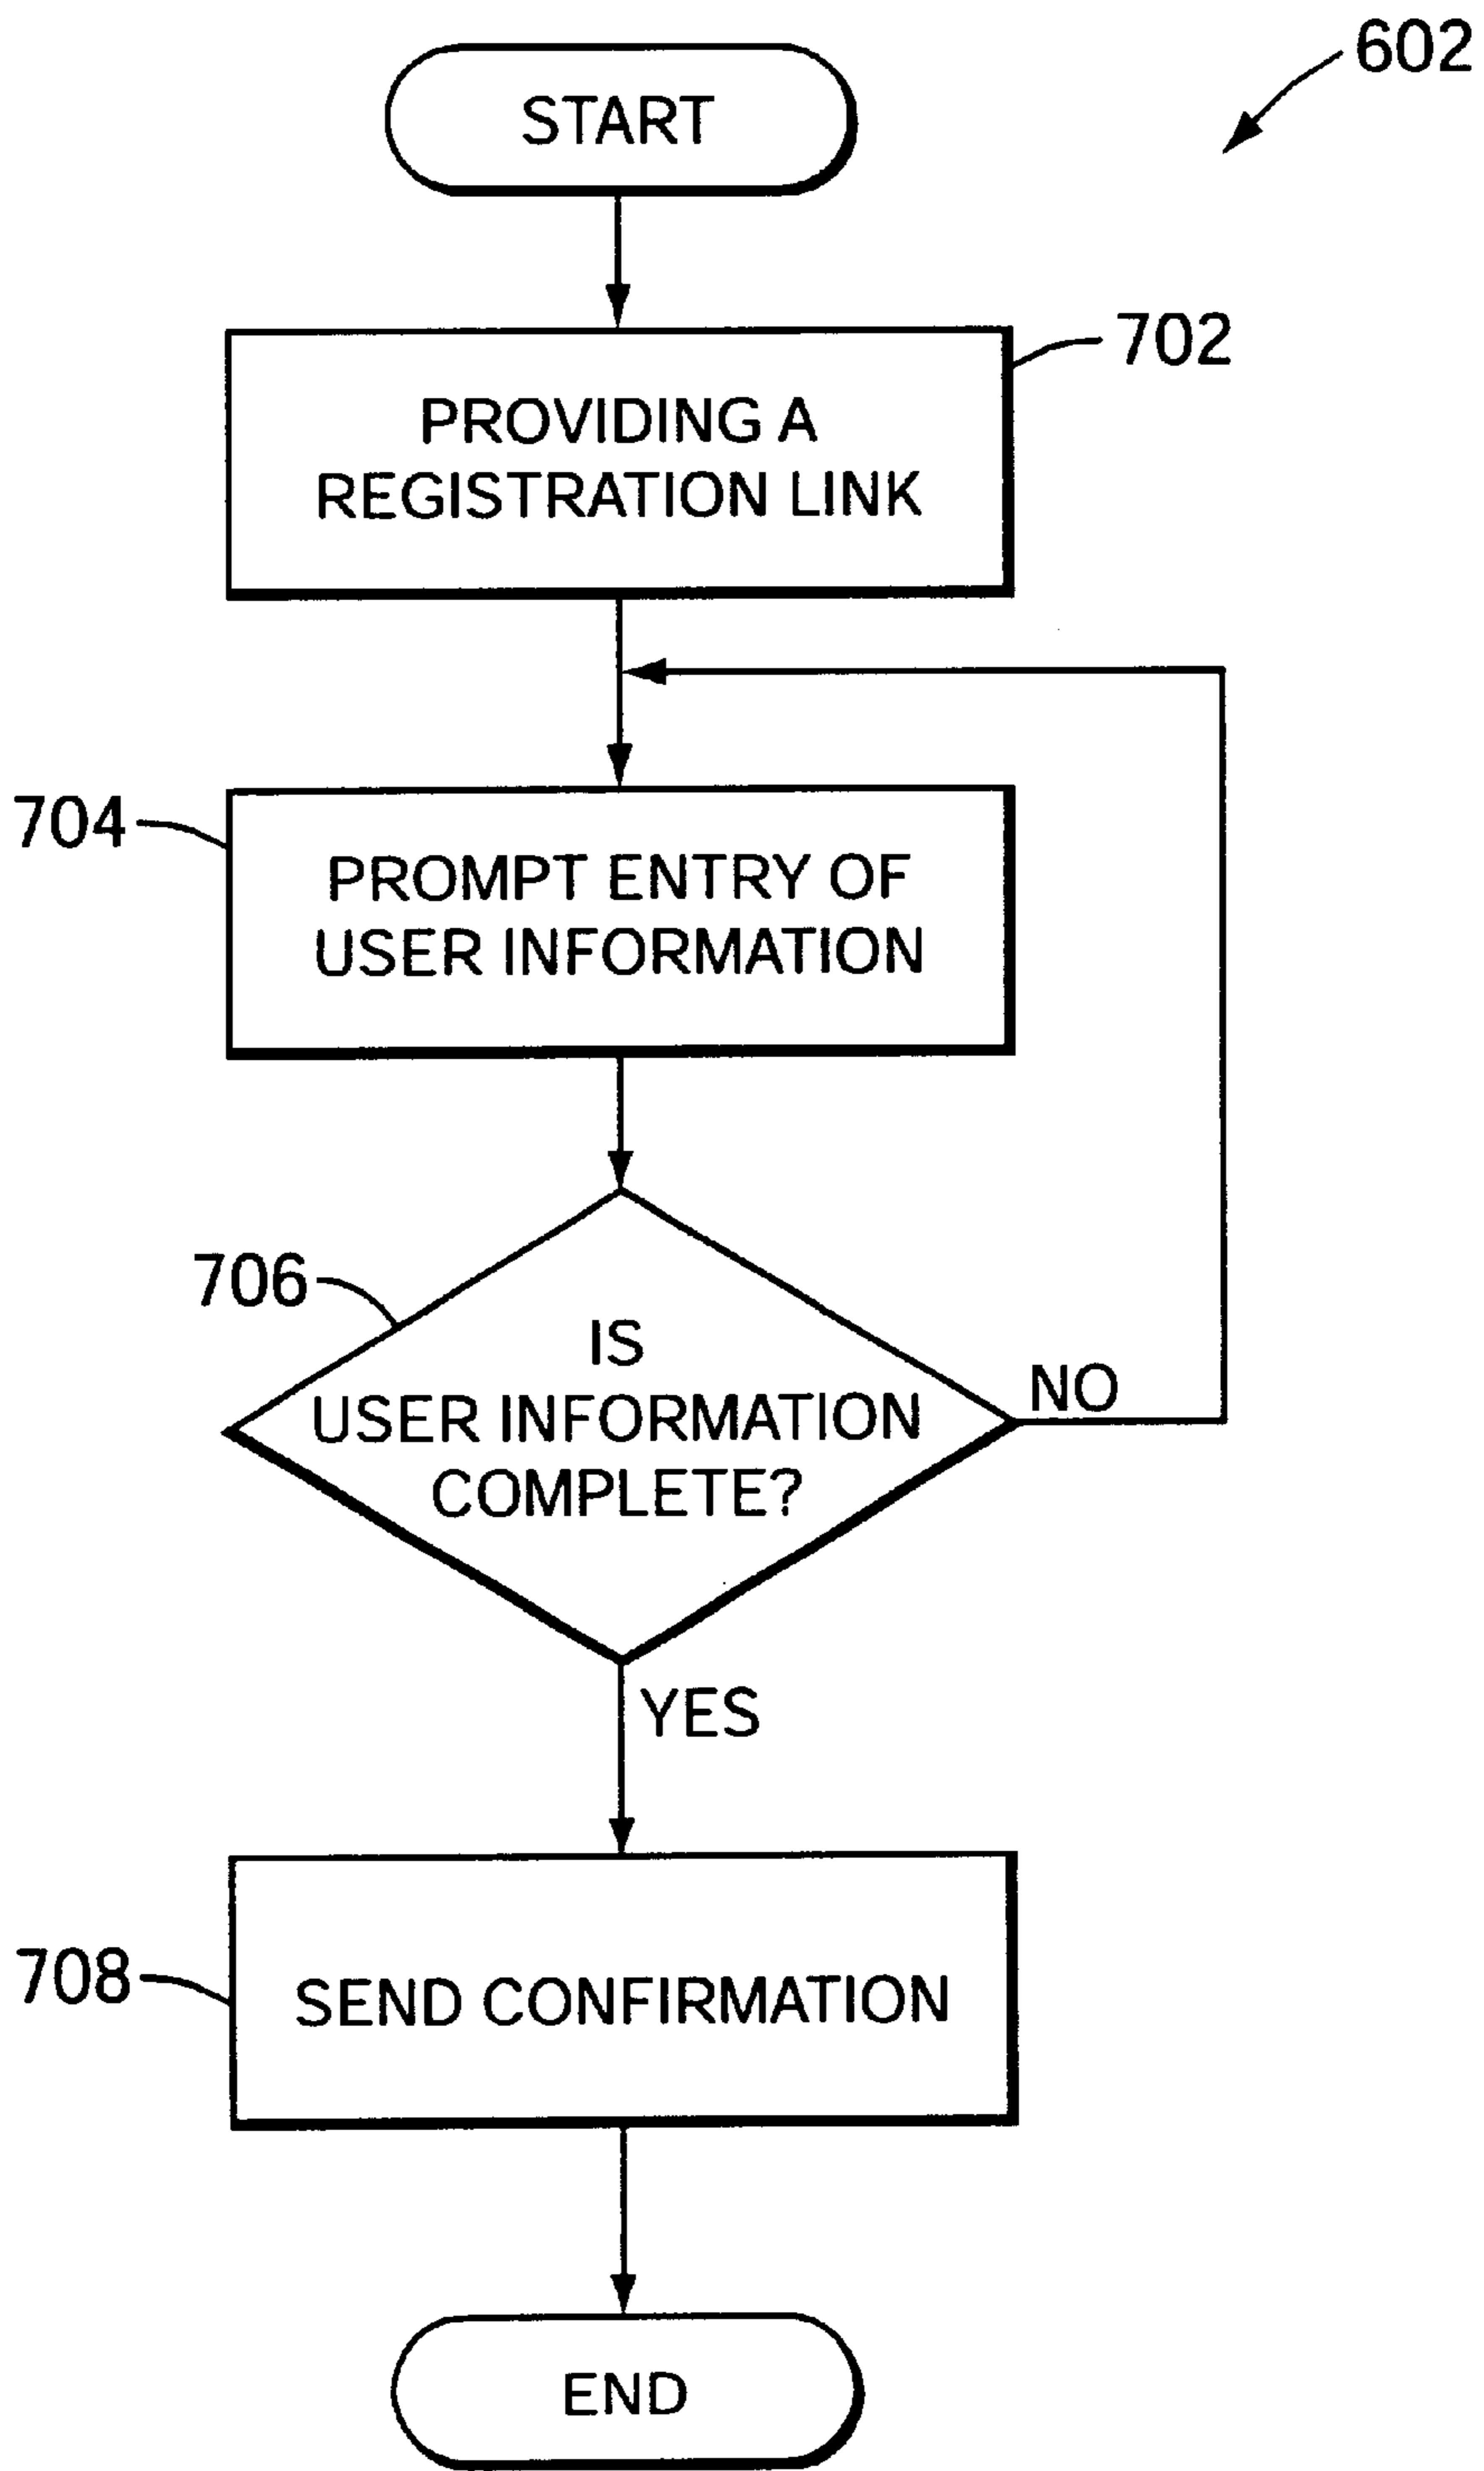 602
START
702
PROVIDING A
REGISTRATION LINK
704
PROMPT ENTRY OF
USER INFORMATION
706
IS
USER INFORMATION
COMPLETE?
NO
YES
708
SEND CONFIRMATION
END